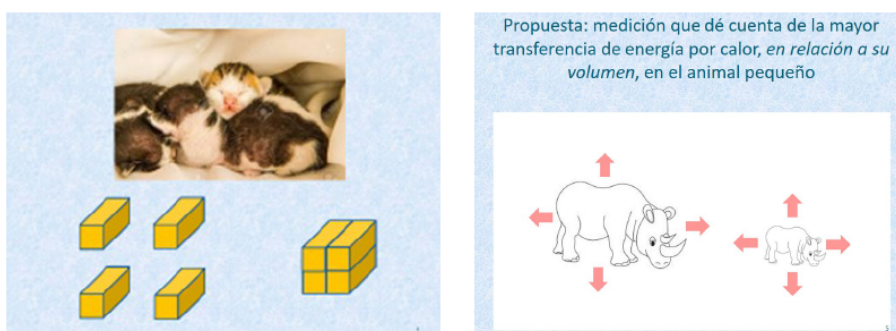 Propuesta: medición que dé cuenta de la mayor
transferencia de energía por calor, en relación a su
volumen, en el animal pequeño